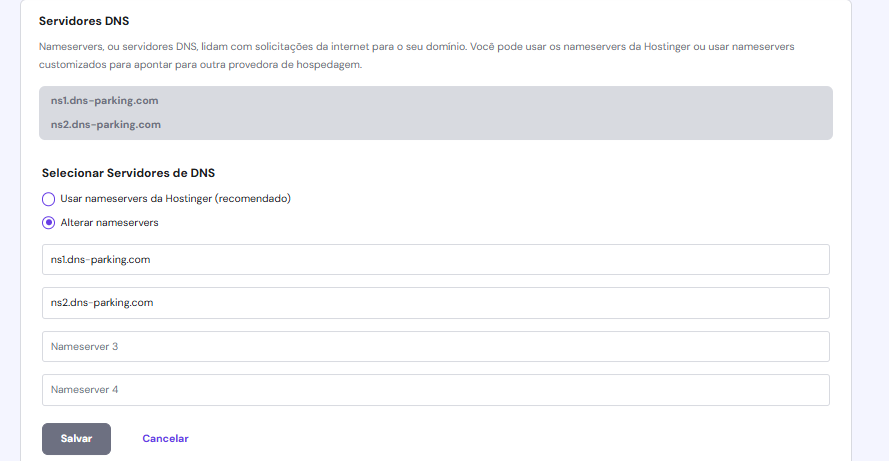 Servidores DNS
Nameservers, ou servidores DNS, lidam com solicitações da internet para o seu domínio. Você pode usar os nameservers da Hostinger ou usar nameservers
customizados para apontar para outra provedora de hospedagem.
ns1.dns-parking.com
ns2.dns-parking.com
Selecionar Servidores de DNS
Usar nameservers da Hostinger (recomendado)
Alterar nameservers
ns1.dns-parking.com
ns2.dns-parking.com
Nameserver 3
Nameserver 4
Salvar Cancelar